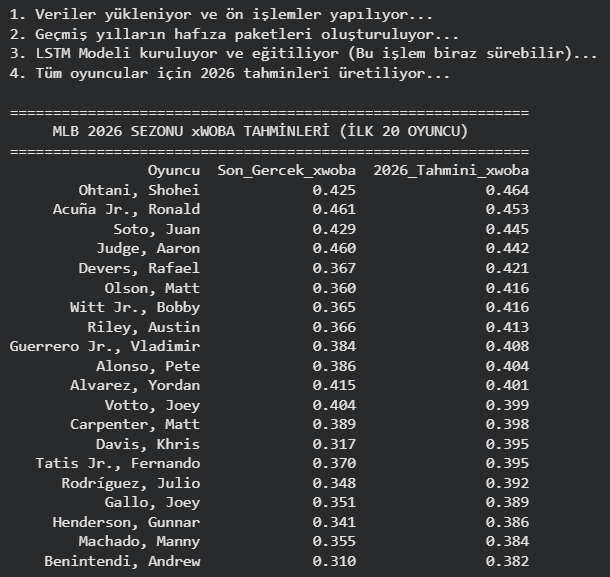 1. Veriler yükleniyor ve ön işlemler yapılıyor...
2. Geçmiş yılların hafıza paketleri oluşturuluyor...
3. LSTM Modeli kuruluyor ve eğitiliyor (Bu işlem biraz sürebilir)...
4. Tüm oyuncular için 2026 tahminleri üretiliyor...
============================================================
MLB 2026 SEZONU xWOBA TAHMİNLERİ (İLK 20 OYUNCU)
============================================================
Oyuncu Son_Gercek_xwoba 2026_Tahmini_xwoba
Ohtani, Shohei 0.425 0.464
Acuña Jr., Ronald 0.461 0.453
Soto, Juan 0.429 0.445
Judge, Aaron 0.460 0.442
Devers, Rafael 0.367 0.421
Olson, Matt 0.360 0.416
Witt Jr., Bobby 0.365 0.416
Riley, Austin 0.366 0.413
Guerrero Jr., Vladimir 0.384 0.408
Alonso, Pete 0.386 0.404
Alvarez, Yordan 0.415 0.401
Votto, Joey 0.404 0.399
Carpenter, Matt 0.389 0.398
Davis, Khris 0.317 0.395
Tatis Jr., Fernando 0.370 0.395
Rodríguez, Julio 0.348 0.392
Gallo, Joey 0.351 0.389
Henderson, Gunnar 0.341 0.386
Machado, Manny 0.355 0.384
Benintendi, Andrew 0.310 0.382